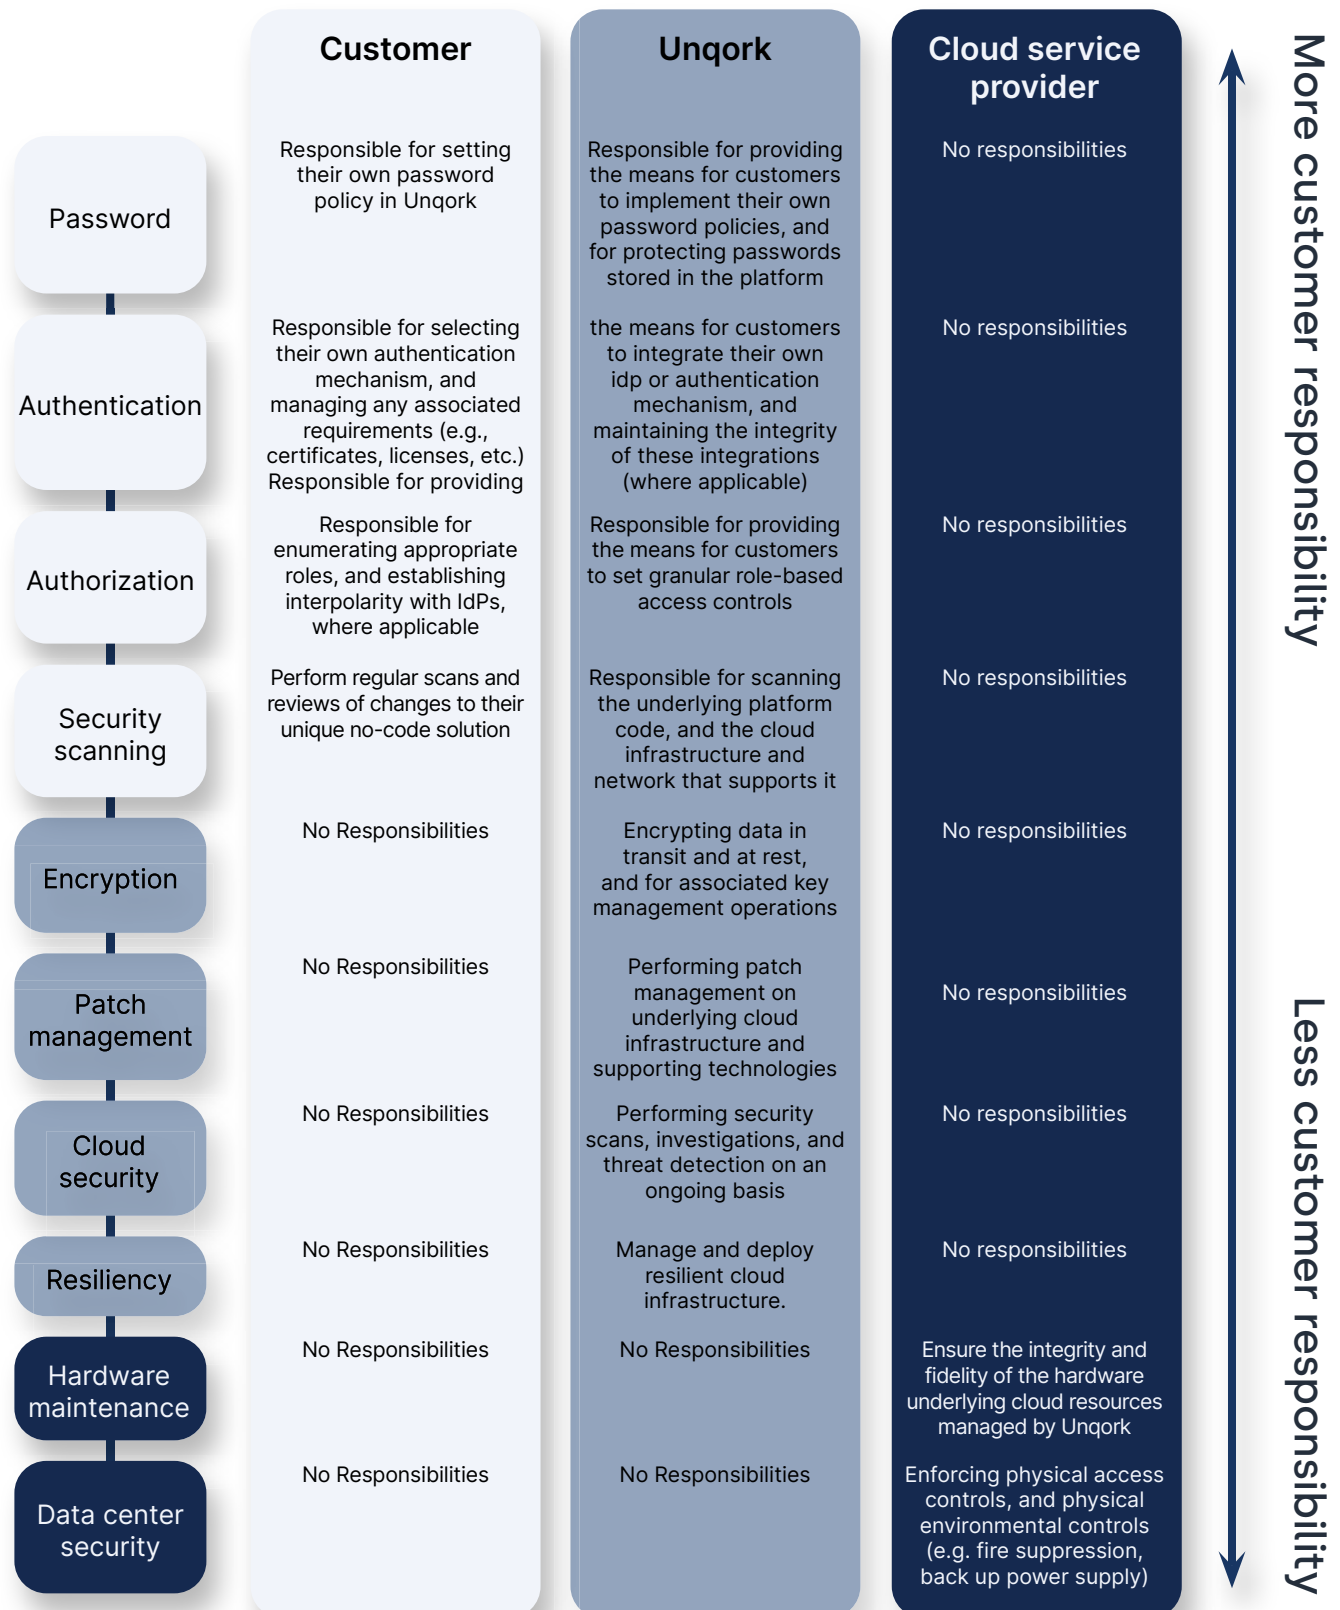 Customer
Unqork
Cloud service
provider
Password
Responsible for setting
their own password
policy in Unqork
Responsible for providing
the means for customers
to implement their own
password policies, and
for protecting passwords
stored in the platform
No responsibilities
Authentication
Responsible for selecting
their own authentication
mechanism, and
managing any associated
requirements (e.g.,
certificates, licenses, etc.)
Responsible for providing
the means for customers
to integrate their own
idp or authentication
mechanism, and
maintaining the integrity
of these integrations
(where applicable)
No responsibilities
Authorization
Responsible for
enumerating appropriate
roles, and establishing
interpolarity with IdPs,
where applicable
Responsible for providing
the means for customers
to set granular role-based
access controls
No responsibilities
Security
scanning
Perform regular scans and
reviews of changes to their
unique no-code solution
Responsible for scanning
the underlying platform
code, and the cloud
infrastructure and
network that supports it
No responsibilities
Encryption
No Responsibilities
Encrypting data in
transit and at rest,
and for associated key
management operations
No responsibilities
Patch
management
No Responsibilities
Performing patch
management on
underlying cloud
infrastructure and
supporting technologies
No responsibilities
Cloud
security
No Responsibilities
Performing security
scans, investigations, and
threat detection on an
ongoing basis
No responsibilities
Resiliency
No Responsibilities
Manage and deploy
resilient cloud
infrastructure.
No responsibilities
Hardware
maintenance
No Responsibilities
No Responsibilities
Ensure the integrity and
fidelity of the hardware
underlying cloud resources
managed by Unqork
Data center
security
No Responsibilities
No Responsibilities
Enforcing physical access
controls, and physical
environmental controls
(e.g. fire suppression,
back up power supply)
More customer responsibility
Less customer responsibility